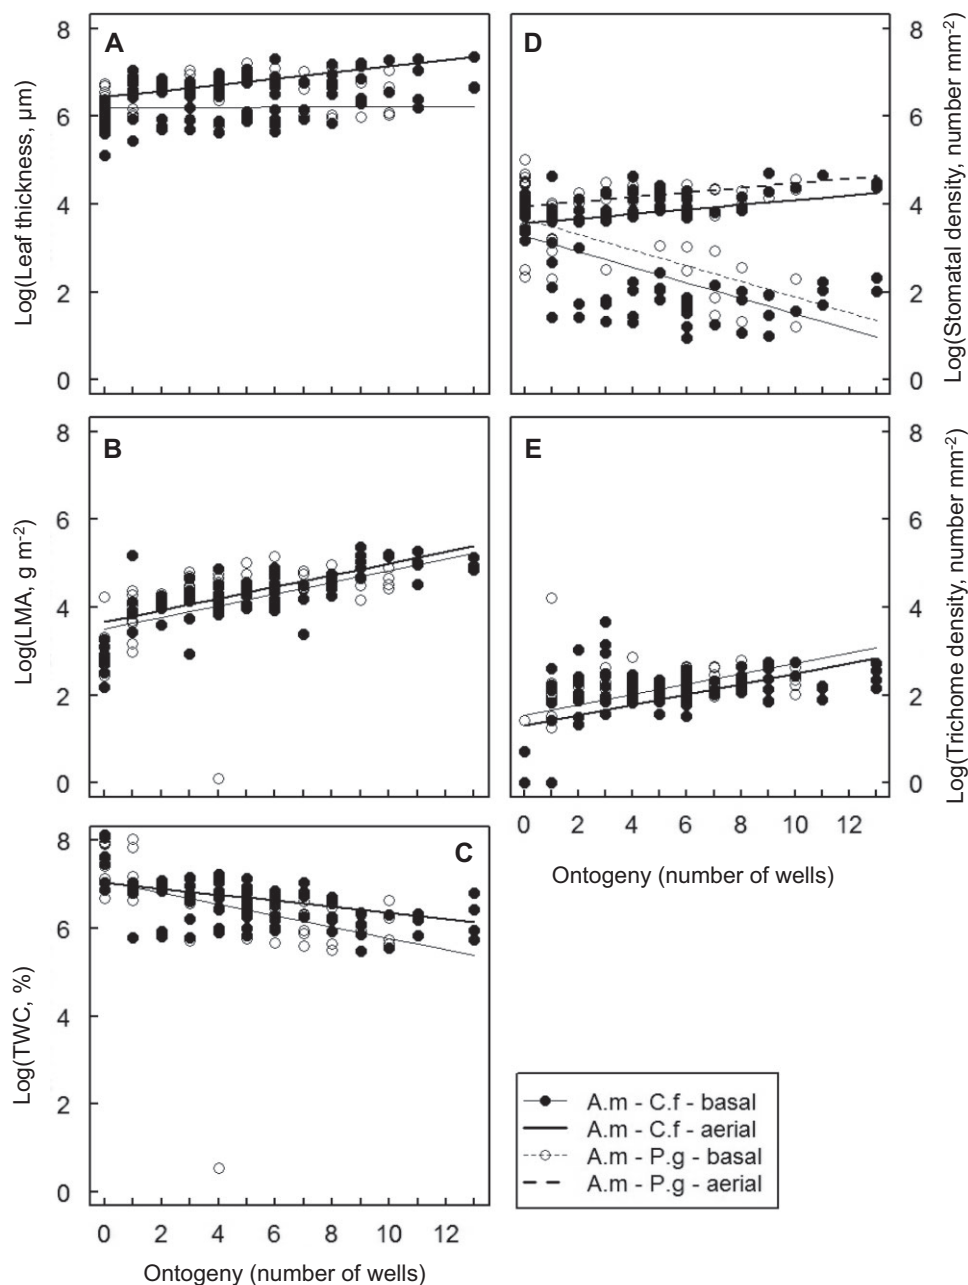 A
8
6
4
2
0
Log(Leaf thickness, µm)
D
8
6
4
2
0
Log(Stomatal density, number mm⁻²)
B
8
6
4
2
0
Log(LMA, g m⁻²)
E
8
6
4
2
0
Log(Trichome density, number mm⁻²)
0 2 4 6 8 10 12
Ontogeny (number of wells)
C
8
6
4
2
0
Log(TWC, %)
0 2 4 6 8 10 12
Ontogeny (number of wells)
A.m - C.f - basal
A.m - C.f - aerial
A.m - P.g - basal
A.m - P.g - aerial